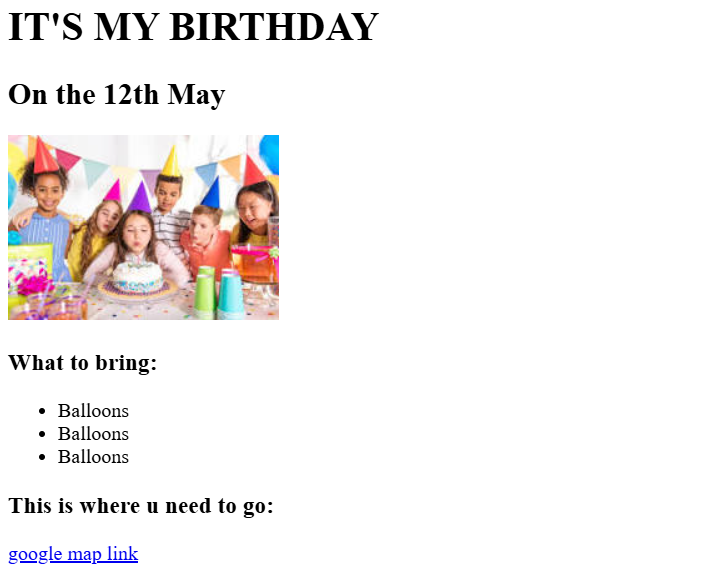 IT'S MY BIRTHDAY
On the 12th May
What to bring:
Balloons
Balloons
Balloons
This is where u need to go:
google map link